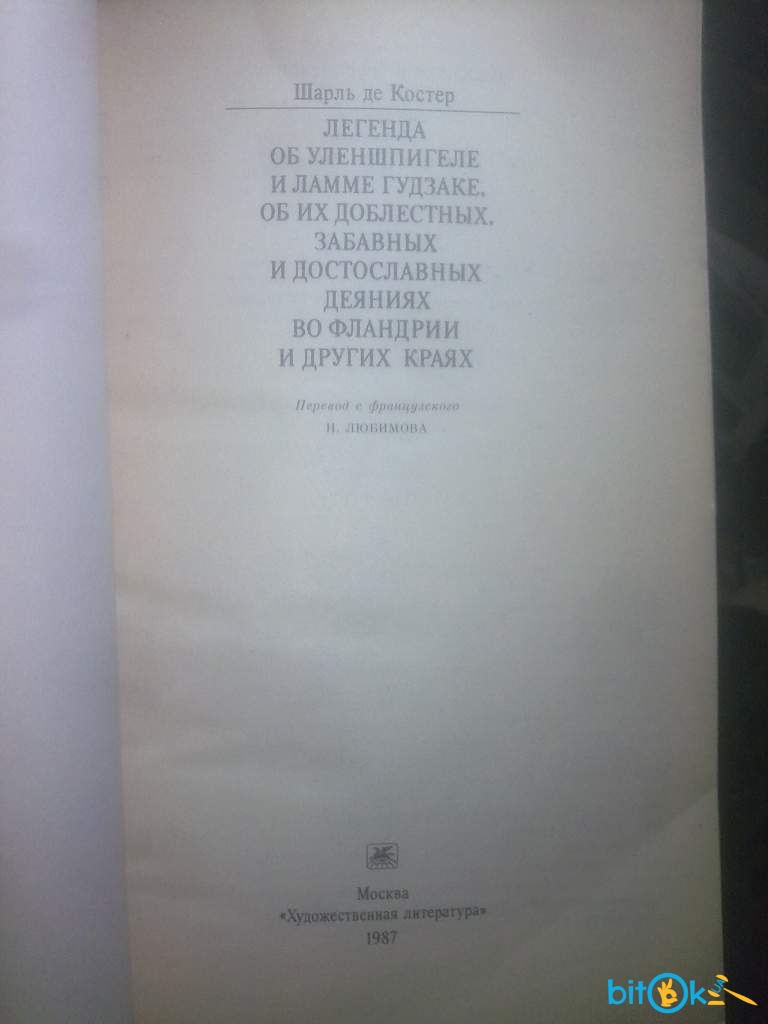 Шарль де Костер
ЛЕГЕНДА
ОБ УЛЕНШПИГЕЛЕ
И ЛАММЕ ГУДЗАКЕ,
ОБ ИХ ДОБЛЕСТНЫХ,
ЗАБАВНЫХ
И ДОСТОСЛАВНЫХ
ДЕЯНИЯХ
ВО ФЛАНДРИИ
И ДРУГИХ КРАЯХ
Перевод с французского
Н. ЛЮБИМОВА
Москва
«Художественная литература»
1987
bitOk UA